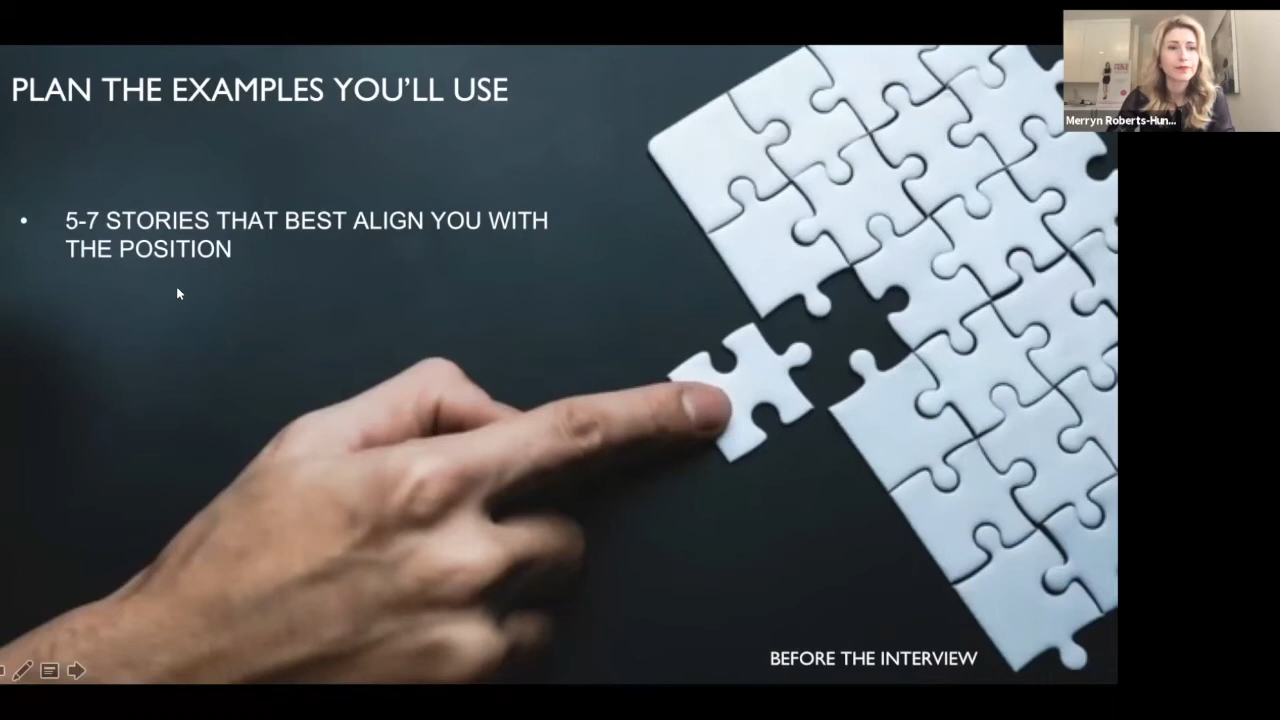 PLAN THE EXAMPLES YOU'LL USE
• 5-7 STORIES THAT BEST ALIGN YOU WITH
THE POSITION
BEFORE THE INTERVIEW
Merryn Roberts-Hun...